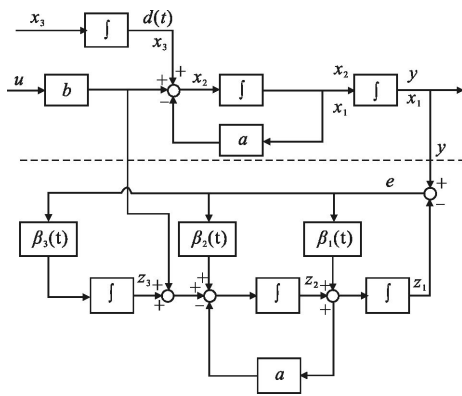 x₃ ∫ d(t)
x₃
u b + + − x₂ ∫ x₂ x₁ ∫ y x₁
a
y
e + −
β₃(t) β₂(t) β₁(t)
∫ z₃ + + + + − ∫ z₂ + + ∫ z₁
a